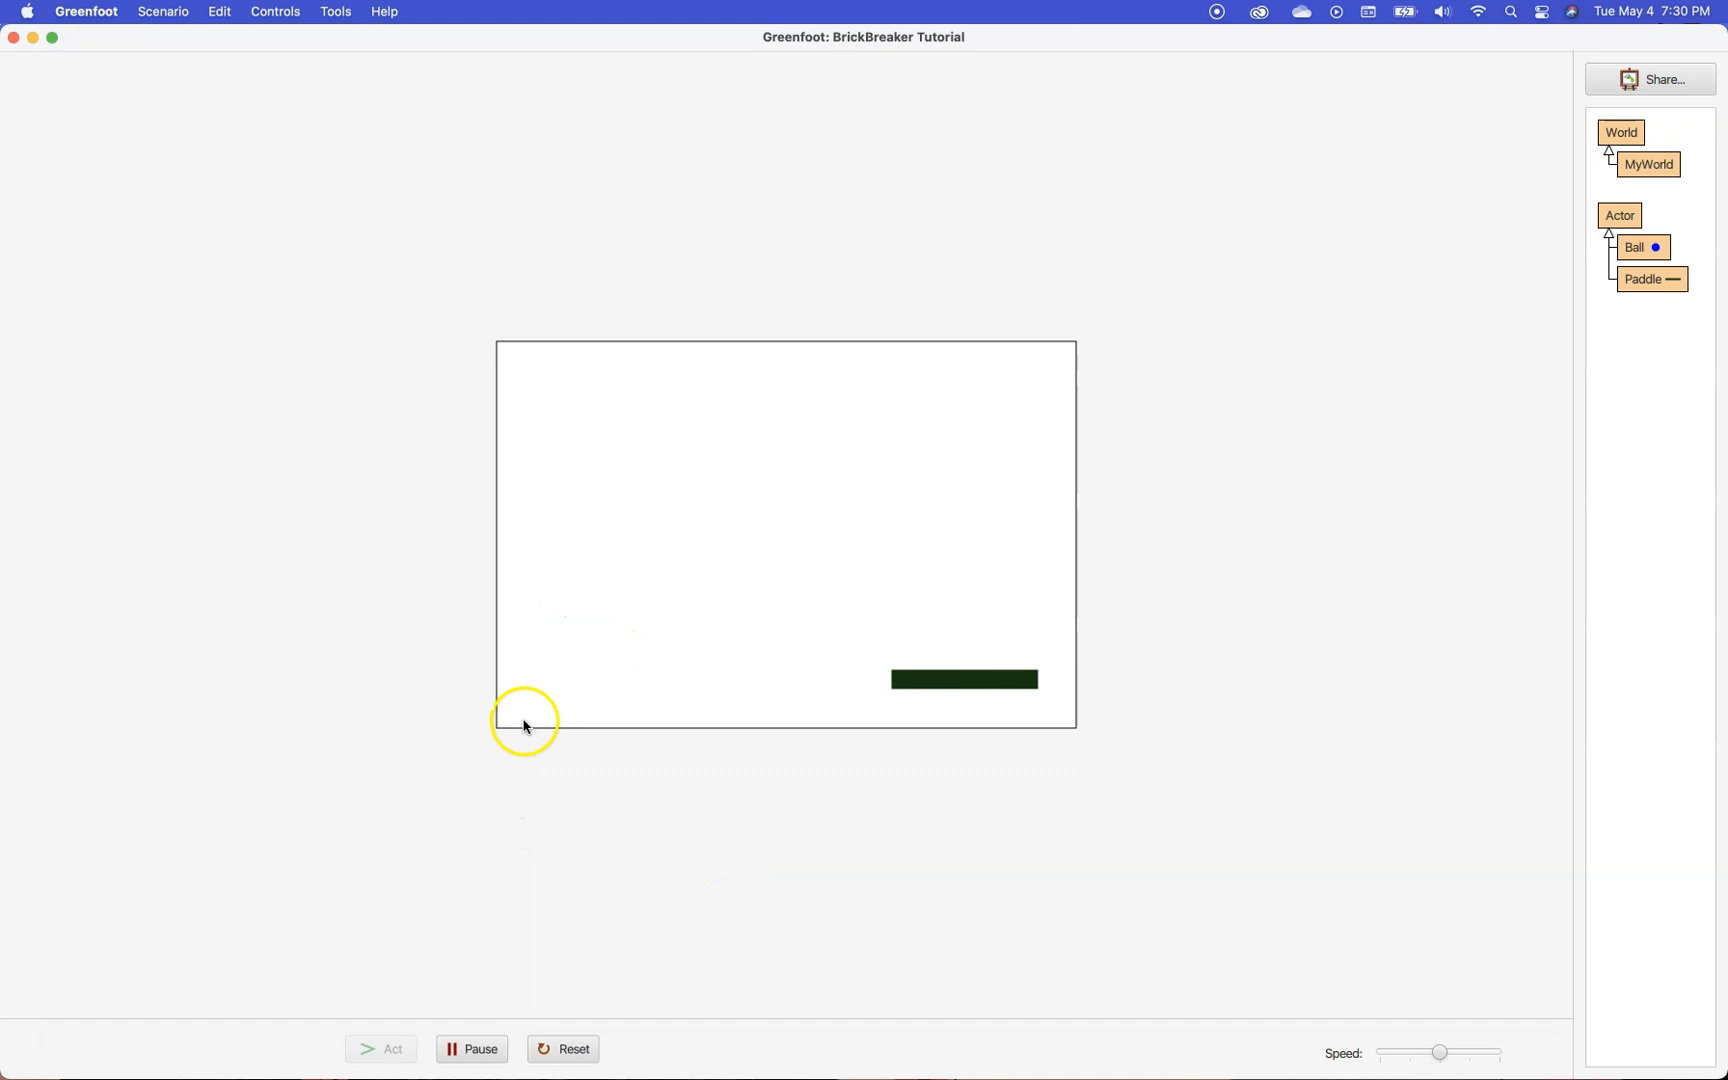 Greenfoot Scenario Edit Controls Tools Help Tue May 4 7:30 PM
Greenfoot: BrickBreaker Tutorial
Share...
World
MyWorld
Actor
Ball
Paddle
Act Pause Reset Speed: